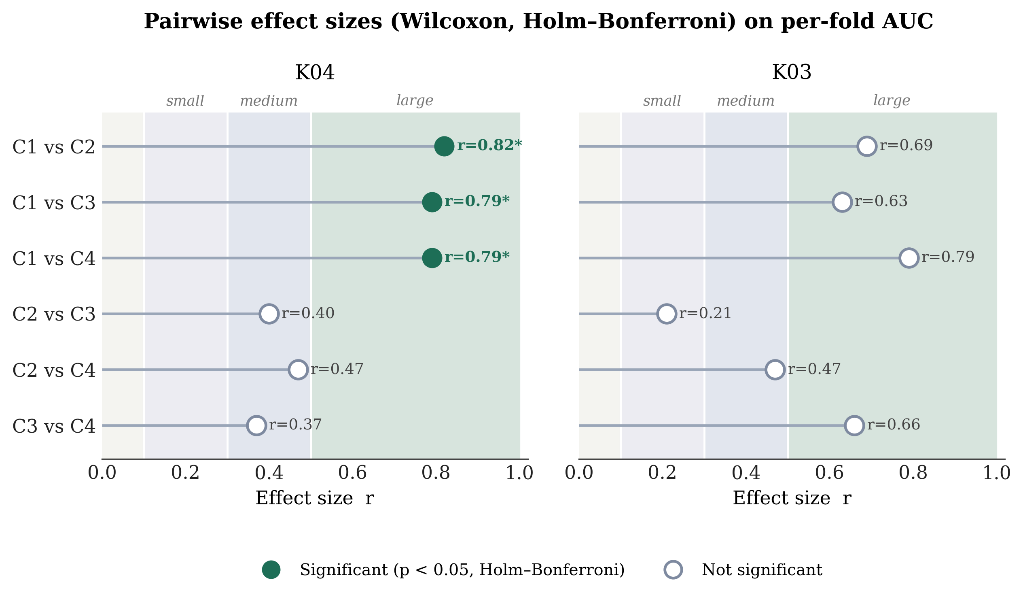 Pairwise effect sizes (Wilcoxon, Holm–Bonferroni) on per-fold AUC
K04
small medium large
C1 vs C2 r=0.82*
C1 vs C3 r=0.79*
C1 vs C4 r=0.79*
C2 vs C3 r=0.40
C2 vs C4 r=0.47
C3 vs C4 r=0.37
0.0 0.2 0.4 0.6 0.8 1.0
Effect size r
K03
small medium large
r=0.69
r=0.63
r=0.79
r=0.21
r=0.47
r=0.66
0.0 0.2 0.4 0.6 0.8 1.0
Effect size r
Significant (p < 0.05, Holm–Bonferroni) Not significant